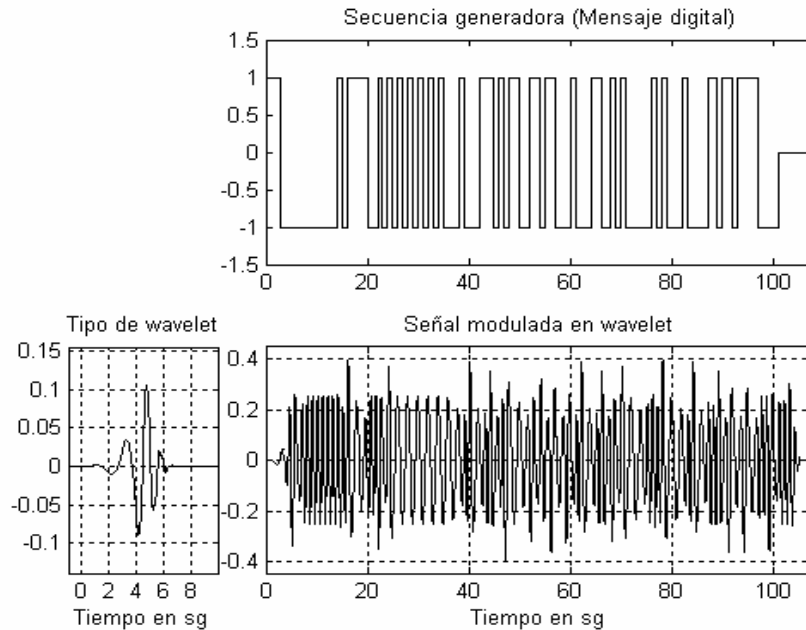 Secuencia generadora (Mensaje digital)
1.5
1
0.5
0
-0.5
-1
-1.5
0 20 40 60 80 100
Tipo de wavelet
0.15
0.1
0.05
0
-0.05
-0.1
0 2 4 6 8
Tiempo en sg
Señal modulada en wavelet
0.4
0.2
0
-0.2
-0.4
0 20 40 60 80 100
Tiempo en sg